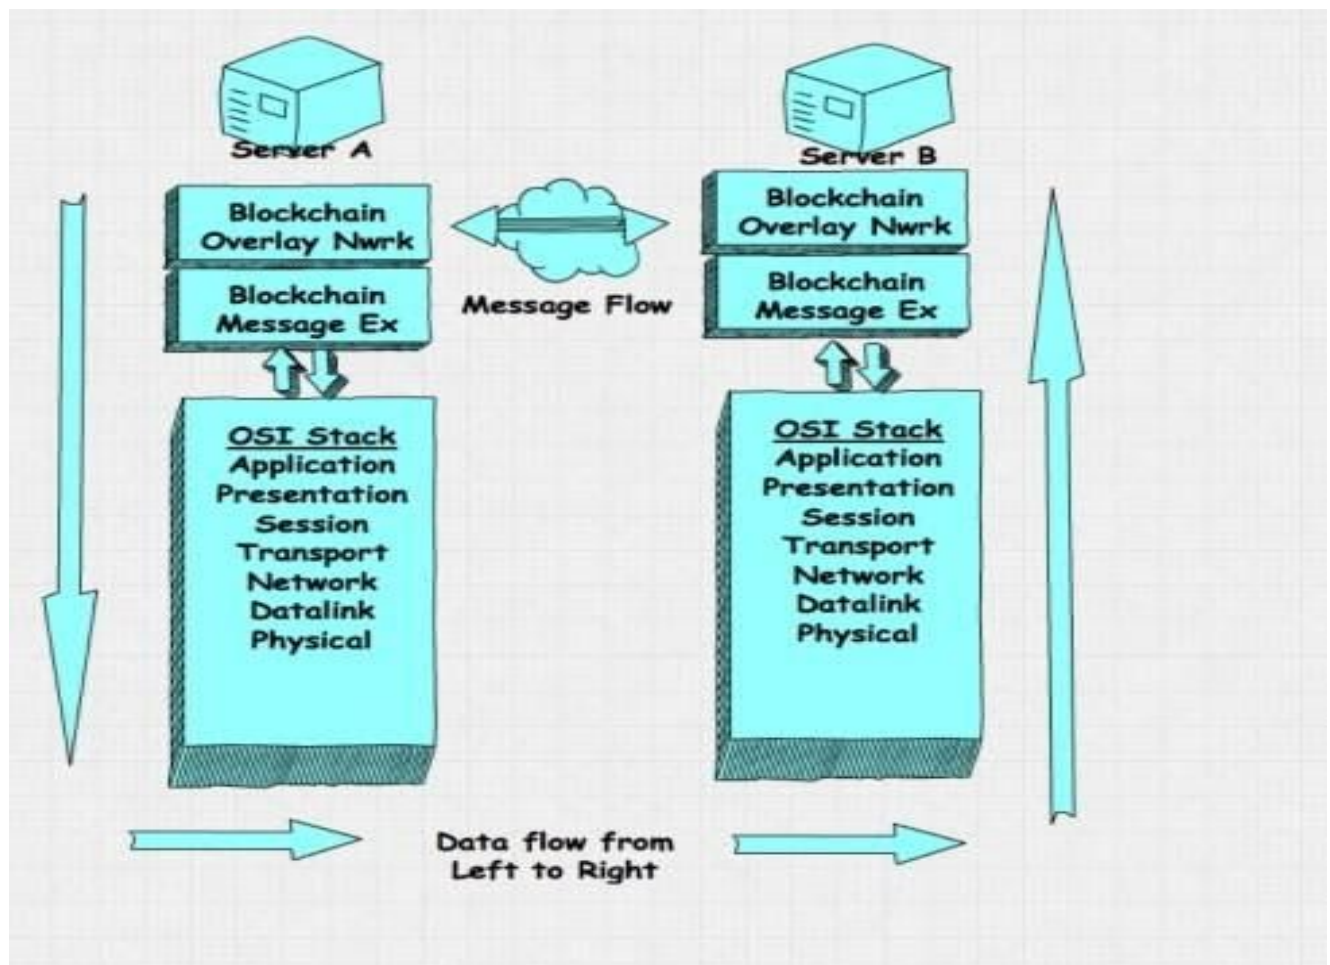 Server A
Blockchain
Overlay Nwrk
Blockchain
Message Ex
OSI Stack
Application
Presentation
Session
Transport
Network
Datalink
Physical
Message Flow
Server B
Blockchain
Overlay Nwrk
Blockchain
Message Ex
OSI Stack
Application
Presentation
Session
Transport
Network
Datalink
Physical
Data flow from
Left to Right